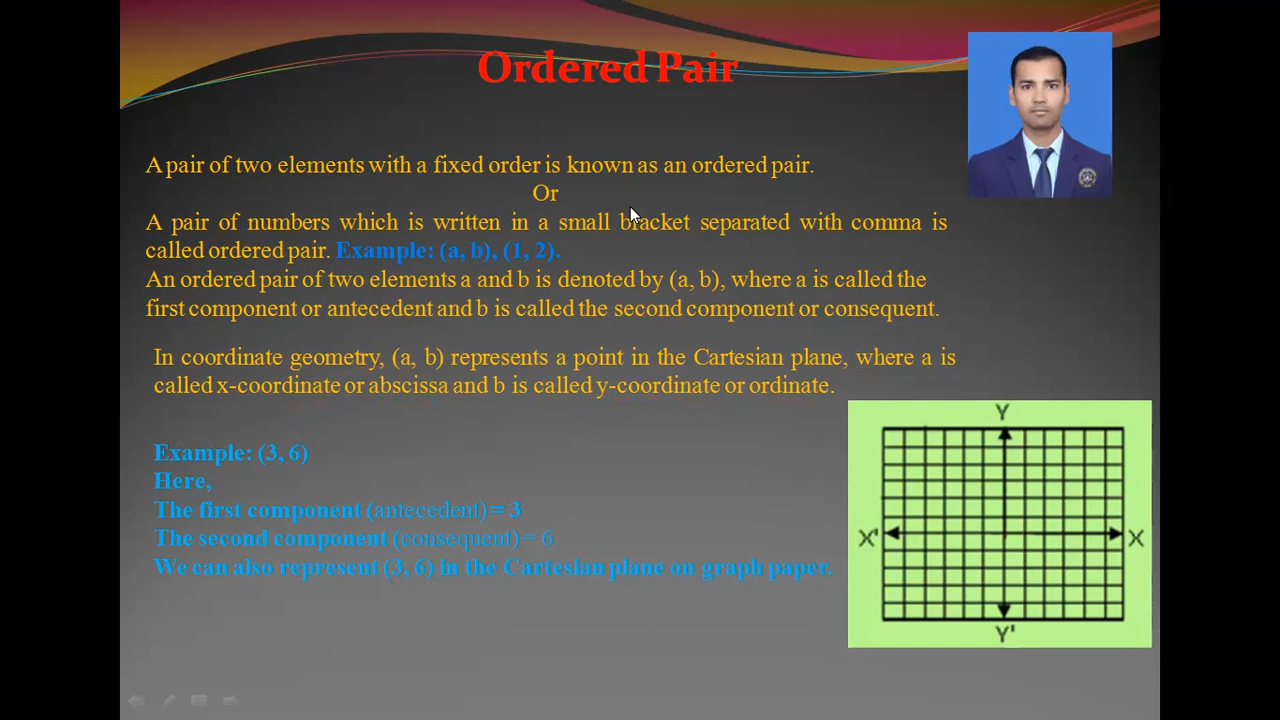 Ordered Pair
A pair of two elements with a fixed order is known as an ordered pair.
Or
A pair of numbers which is written in a small bracket separated with comma is
called ordered pair. Example: (a, b), (1, 2).
An ordered pair of two elements a and b is denoted by (a, b), where a is called the
first component or antecedent and b is called the second component or consequent.
In coordinate geometry, (a, b) represents a point in the Cartesian plane, where a is
called x-coordinate or abscissa and b is called y-coordinate or ordinate.
Example: (3, 6)
Here,
The first component (antecedent) = 3
The second component (consequent) = 6
We can also represent (3, 6) in the Cartesian plane on graph paper.
Y
X' X
Y'